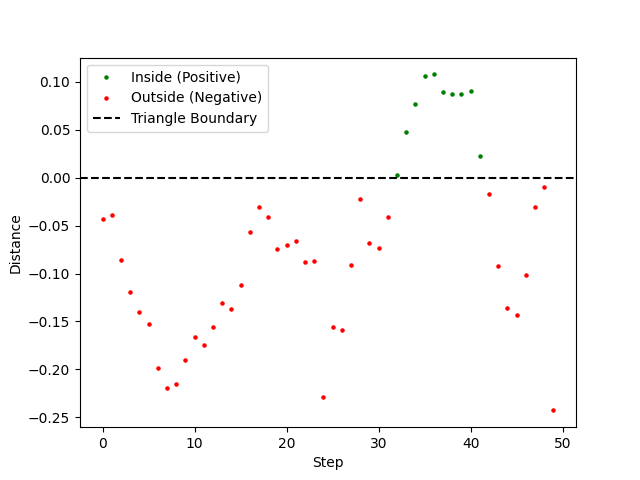 Inside (Positive)
Outside (Negative)
Triangle Boundary
0.10
0.05
0.00
−0.05
−0.10
−0.15
−0.20
−0.25
Distance
0 10 20 30 40 50
Step